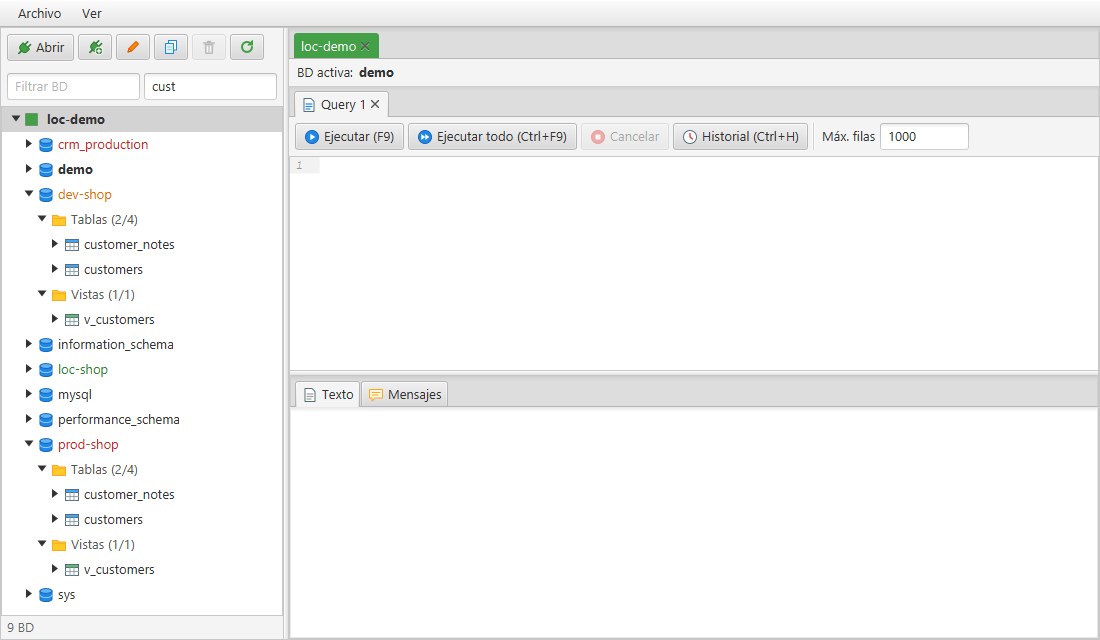 Archivo Ver
Abrir
Filtrar BD cust
loc-demo
crm_production
demo
dev-shop
Tablas (2/4)
customer_notes
customers
Vistas (1/1)
v_customers
information_schema
loc-shop
mysql
performance_schema
prod-shop
Tablas (2/4)
customer_notes
customers
Vistas (1/1)
v_customers
sys
9 BD
loc-demo
BD activa: demo
Query 1
Ejecutar (F9) Ejecutar todo (Ctrl+F9) Cancelar Historial (Ctrl+H) Máx. filas 1000
1
Texto Mensajes